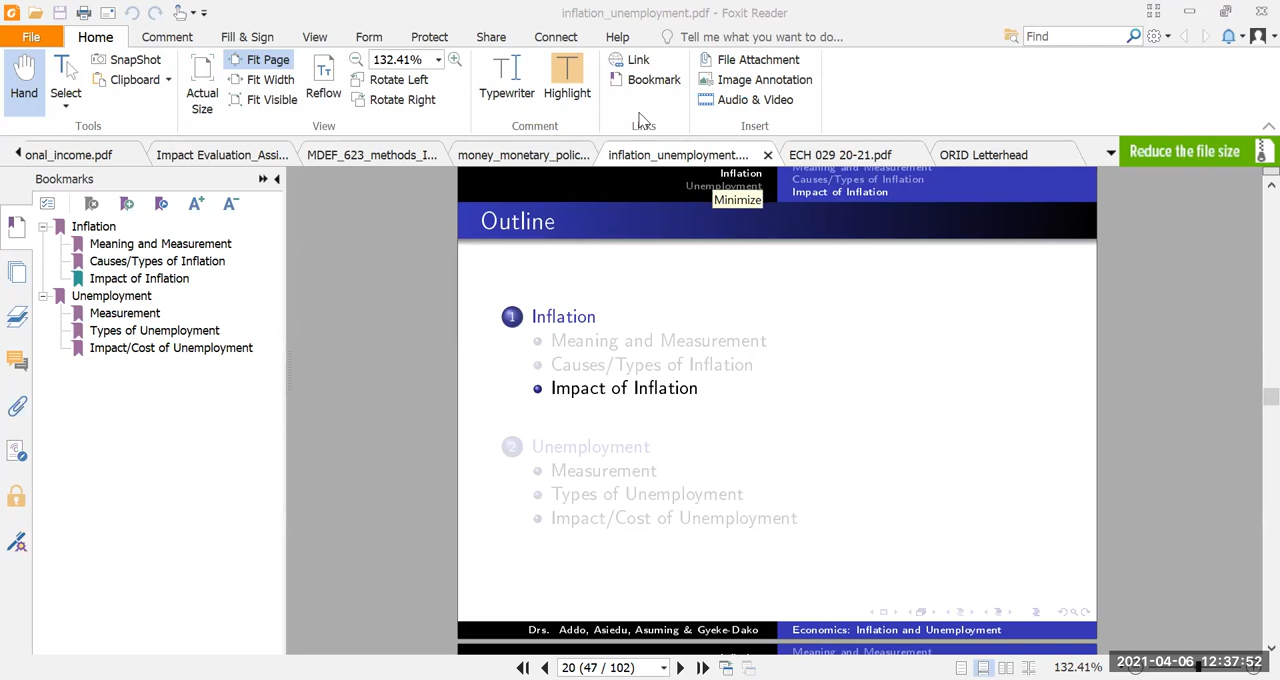 inflation_unemployment.pdf - Foxit Reader
File Home Comment Fill & Sign View Form Protect Share Connect Help Tell me what you want to do... Find
Hand
Select
SnapShot
Clipboard
Tools
Actual Size
Fit Page
Fit Width
Fit Visible
Reflow
132.41%
Rotate Left
Rotate Right
View
Typewriter
Highlight
Comment
Link
Bookmark
Links
File Attachment
Image Annotation
Audio & Video
Insert
onal_income.pdf Impact Evaluation_Assi... MDEF_623_methods_I... money_monetary_polic... inflation_unemployment.... ECH 029 20-21.pdf ORID Letterhead Reduce the file size
Bookmarks
Inflation
Meaning and Measurement
Causes/Types of Inflation
Impact of Inflation
Unemployment
Measurement
Types of Unemployment
Impact/Cost of Unemployment
Inflation
Unemployment
Meaning and Measurement
Causes/Types of Inflation
Impact of Inflation
Minimize
Outline
1 Inflation
Meaning and Measurement
Causes/Types of Inflation
Impact of Inflation
2 Unemployment
Measurement
Types of Unemployment
Impact/Cost of Unemployment
Drs. Addo, Asiedu, Asuming & Gyeke-Dako Economics: Inflation and Unemployment
Meaning and Measurement
20 (47 / 102) 132.41%
2021-04-06 12:37:52